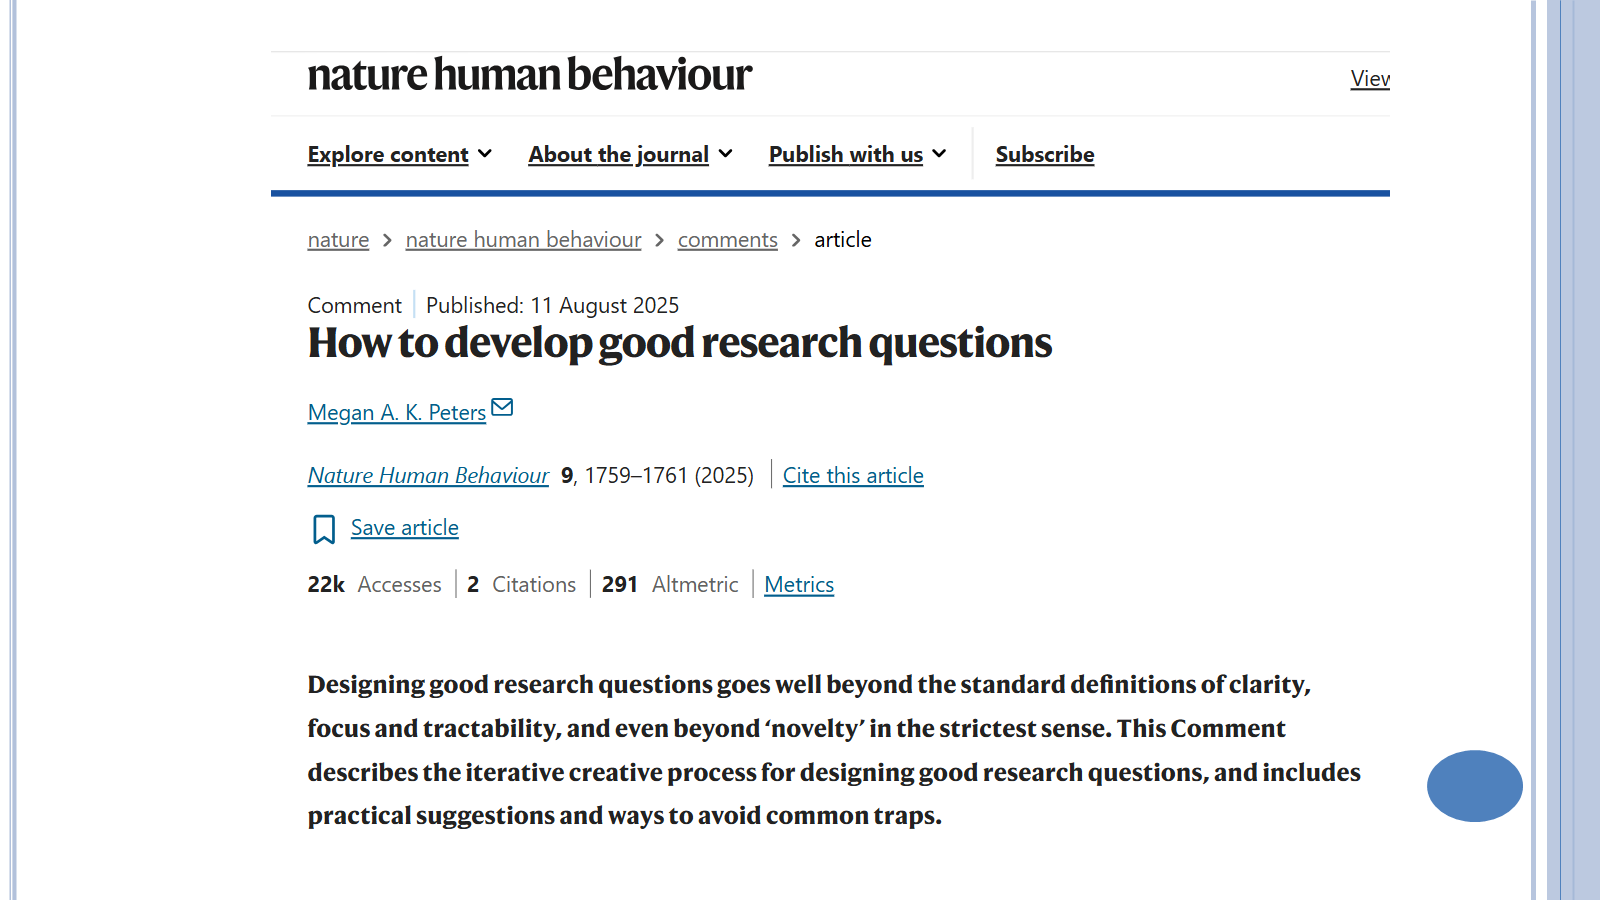 nature human behaviour
View
Explore content
About the journal
Publish with us
Subscribe
nature > nature human behaviour > comments > article
Comment | Published: 11 August 2025
How to develop good research questions
Megan A. K. Peters
Nature Human Behaviour 9, 1759–1761 (2025) | Cite this article
Save article
22k Accesses | 2 Citations | 291 Altmetric | Metrics
Designing good research questions goes well beyond the standard definitions of clarity,
focus and tractability, and even beyond ‘novelty’ in the strictest sense. This Comment
describes the iterative creative process for designing good research questions, and includes
practical suggestions and ways to avoid common traps.